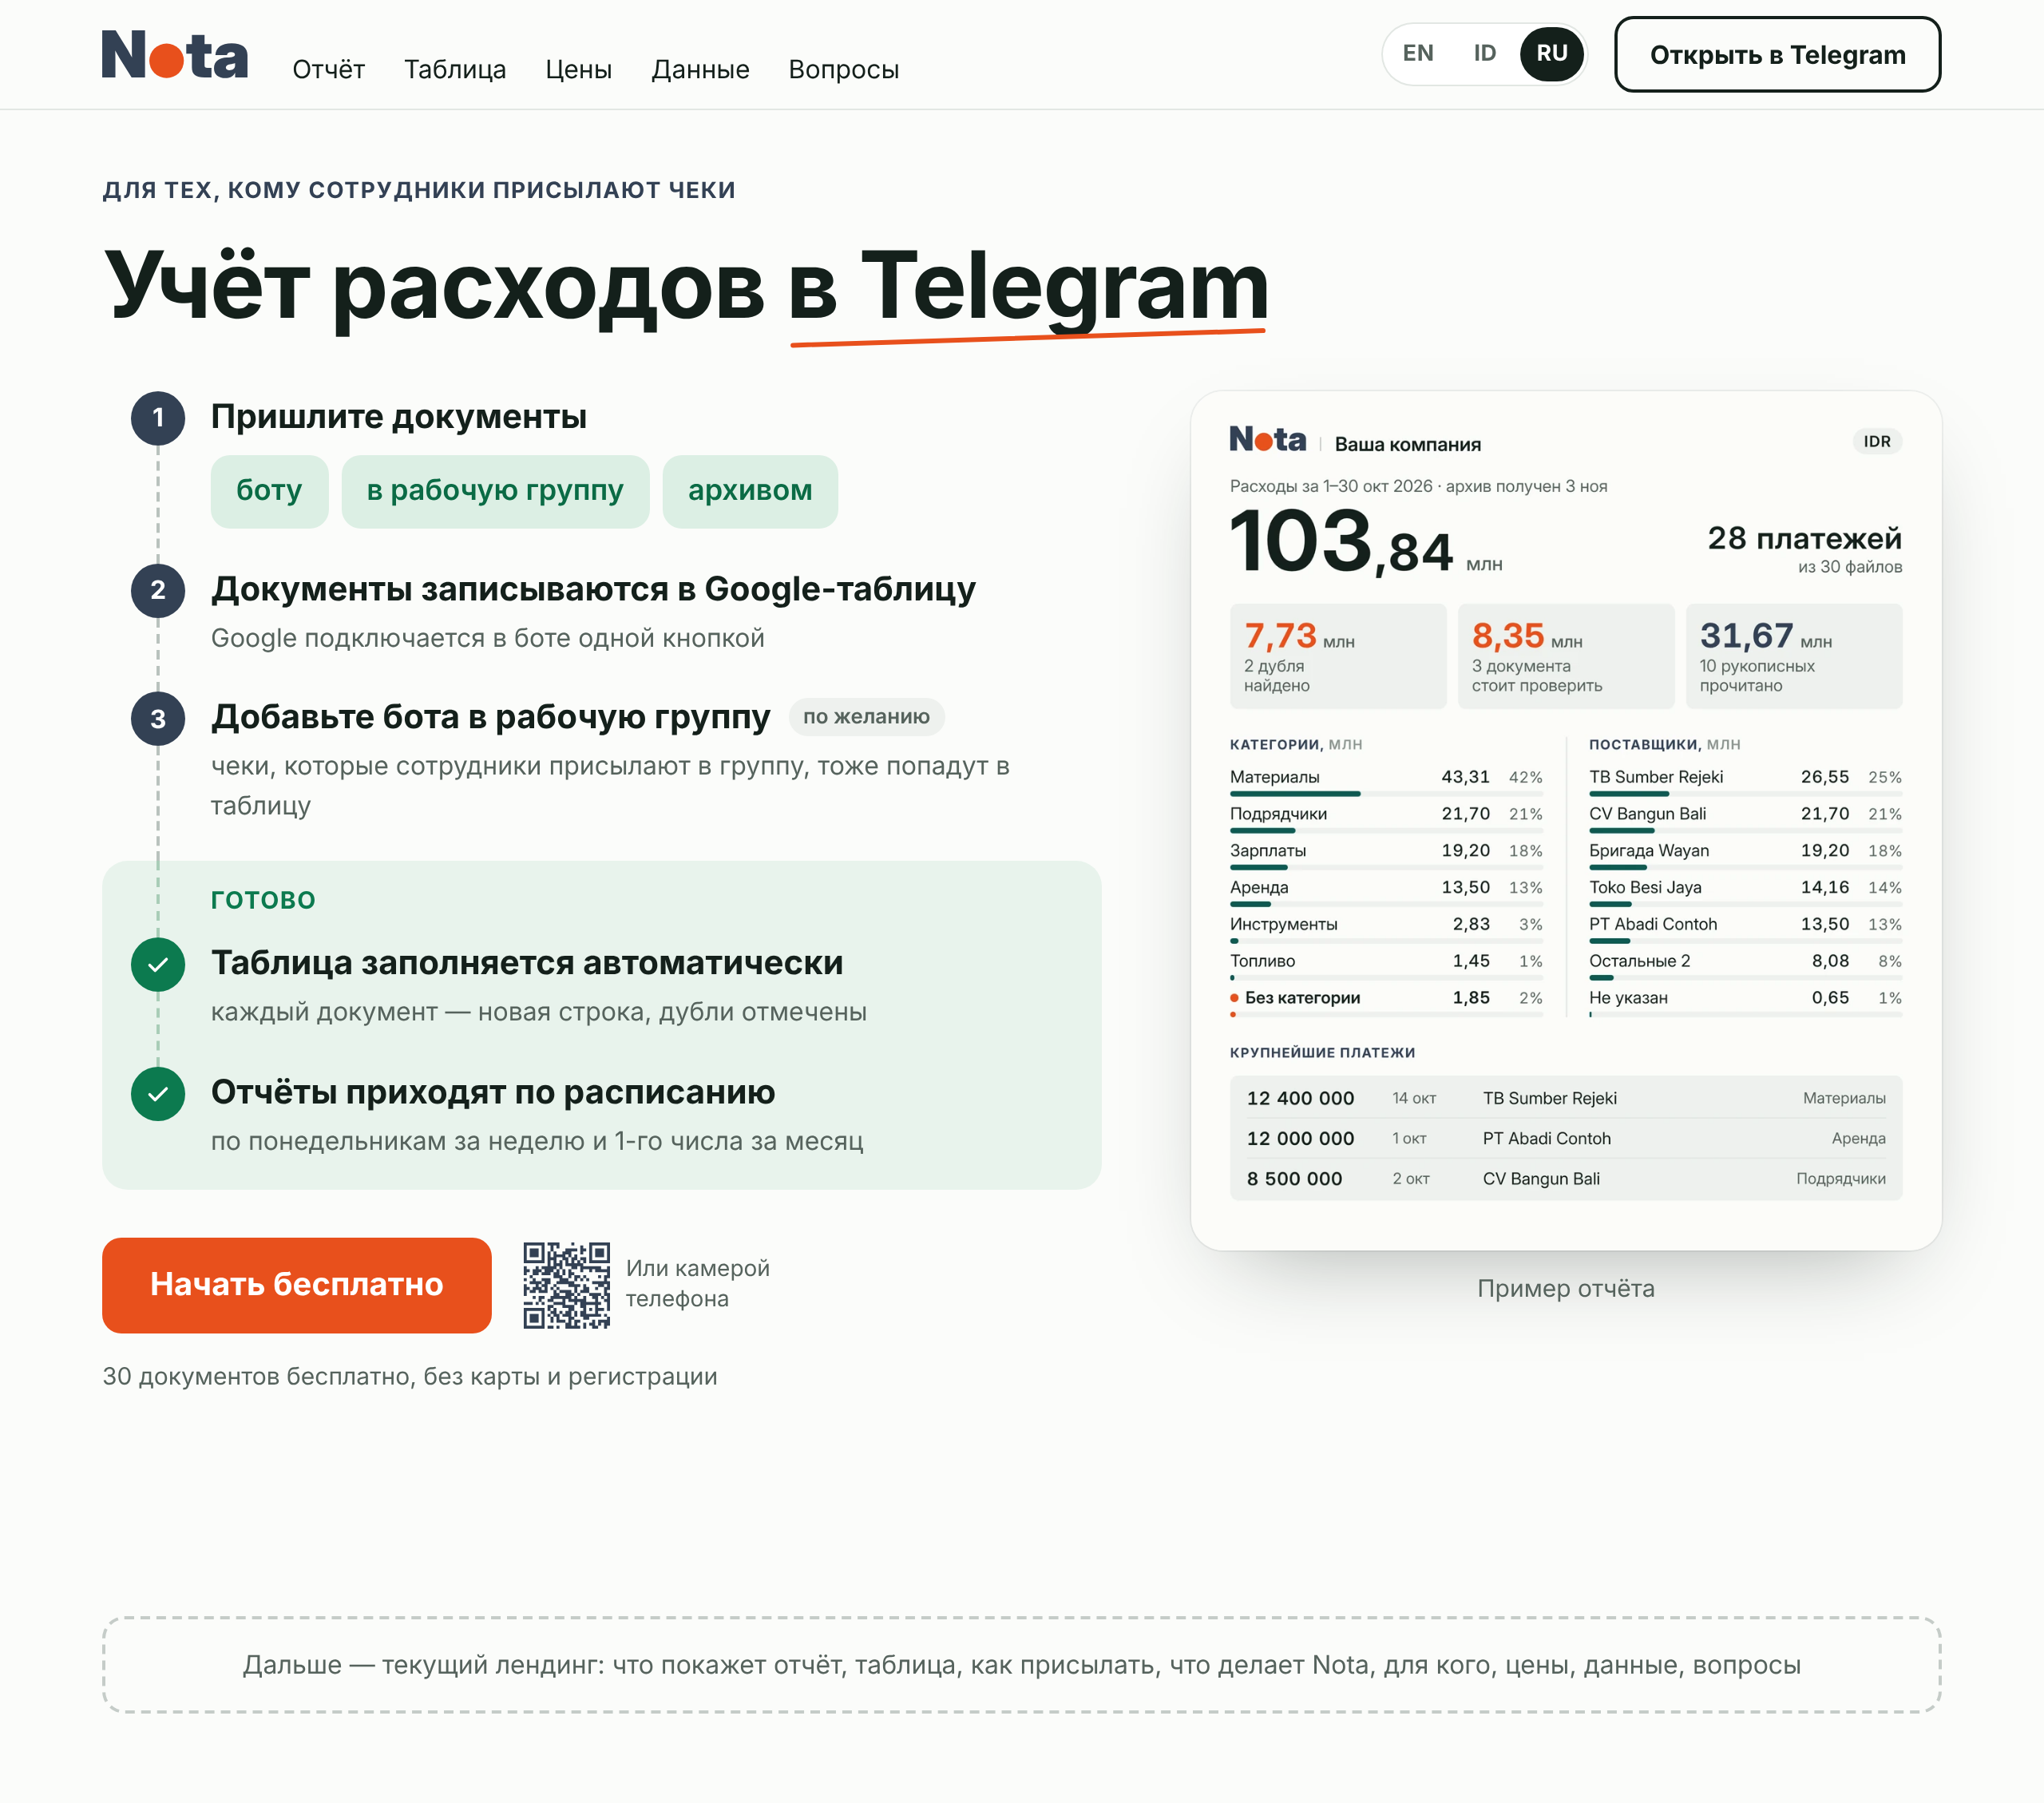 Nota
Отчёт Таблица Цены Данные Вопросы
EN ID RU
Открыть в Telegram
ДЛЯ ТЕХ, КОМУ СОТРУДНИКИ ПРИСЫЛАЮТ ЧЕКИ
Учёт расходов в Telegram
1 Пришлите документы
боту в рабочую группу архивом
2 Документы записываются в Google-таблицу
Google подключается в боте одной кнопкой
3 Добавьте бота в рабочую группу по желанию
чеки, которые сотрудники присылают в группу, тоже попадут в
таблицу
ГОТОВО
Таблица заполняется автоматически
каждый документ — новая строка, дубли отмечены
Отчёты приходят по расписанию
по понедельникам за неделю и 1-го числа за месяц
Начать бесплатно
Или камерой
телефона
30 документов бесплатно, без карты и регистрации
Nota | Ваша компания IDR
Расходы за 1–30 окт 2026 · архив получен 3 ноя
103,84 млн
28 платежей
из 30 файлов
7,73 млн
2 дубля
найдено
8,35 млн
3 документа
стоит проверить
31,67 млн
10 рукописных
прочитано
КАТЕГОРИИ, МЛН
Материалы 43,31 42%
Подрядчики 21,70 21%
Зарплаты 19,20 18%
Аренда 13,50 13%
Инструменты 2,83 3%
Топливо 1,45 1%
Без категории 1,85 2%
ПОСТАВЩИКИ, МЛН
TB Sumber Rejeki 26,55 25%
CV Bangun Bali 21,70 21%
Бригада Wayan 19,20 18%
Toko Besi Jaya 14,16 14%
PT Abadi Contoh 13,50 13%
Остальные 2 8,08 8%
Не указан 0,65 1%
КРУПНЕЙШИЕ ПЛАТЕЖИ
12 400 000 14 окт TB Sumber Rejeki Материалы
12 000 000 1 окт PT Abadi Contoh Аренда
8 500 000 2 окт CV Bangun Bali Подрядчики
Пример отчёта
Дальше — текущий лендинг: что покажет отчёт, таблица, как присылать, что делает Nota, для кого, цены, данные, вопросы